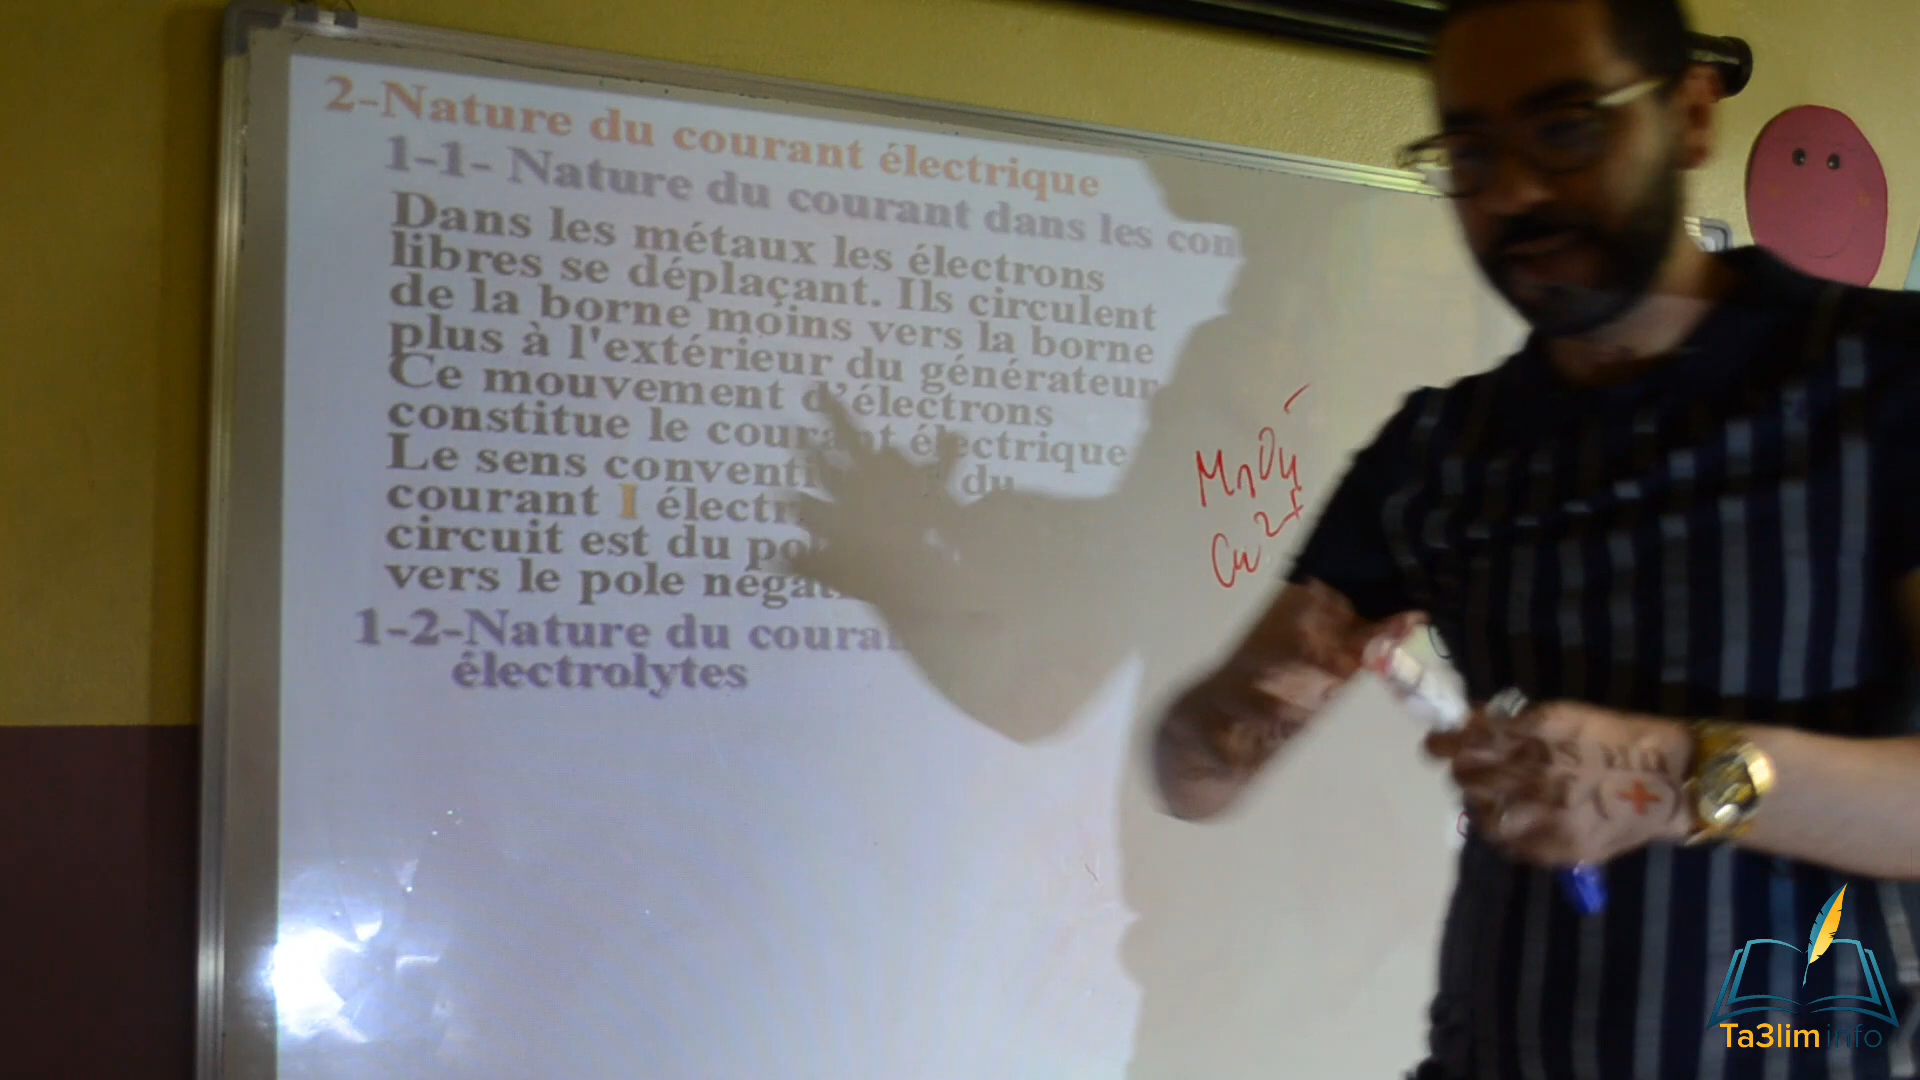 2-Nature du courant électrique
1-1- Nature du courant dans les con
Dans les métaux les électrons
libres se déplaçant. Ils circulent
de la borne moins vers la borne
plus à l'extérieur du générateur
Ce mouvement d'électrons
constitue le courant électrique
Le sens conventi du
courant I électr
circuit est du po
vers le pole négat
1-2-Nature du coura
électrolytes
MnO4-
Cu2+
(+)
Ta3lim info